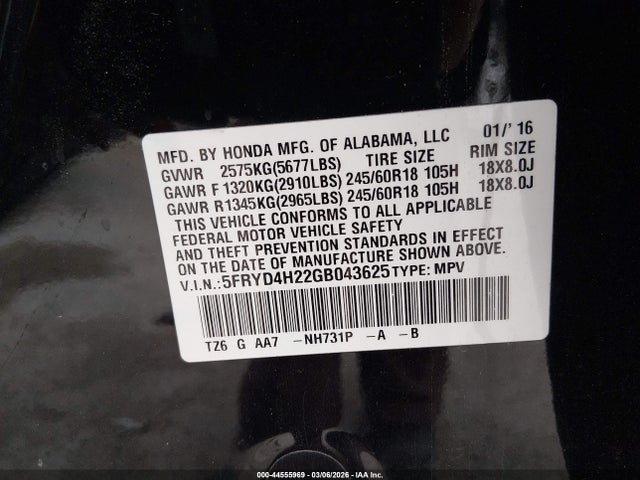 MFD. BY HONDA MFG. OF ALABAMA, LLC 01/' 16
GVWR 2575KG(5677LBS) TIRE SIZE RIM SIZE
GAWR F 1320KG(2910LBS) 245/60R18 105H 18X8.0J
GAWR R1345KG(2965LBS) 245/60R18 105H 18X8.0J
THIS VEHICLE CONFORMS TO ALL APPLICABLE
FEDERAL MOTOR VEHICLE SAFETY
AND THEFT PREVENTION STANDARDS IN EFFECT
ON THE DATE OF MANUFACTURE SHOWN ABOVE.
V.I.N.:5FRYD4H22GB043625TYPE: MPV
TZ6 G AA7 -NH731P -A -B
000-44555969 - 03/06/2026 - IAA Inc.